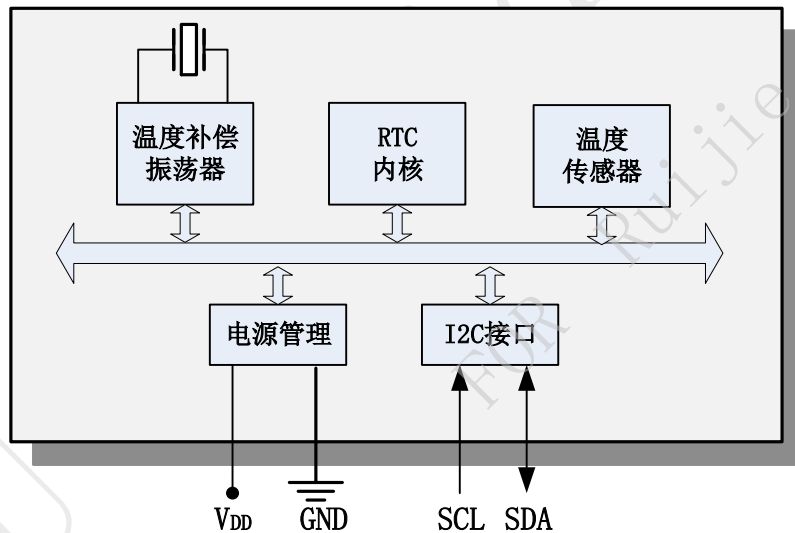 温度补偿
振荡器
RTC
内核
温度
传感器
电源管理
I2C接口
VDD
GND
SCL
SDA
FOR Ruijie